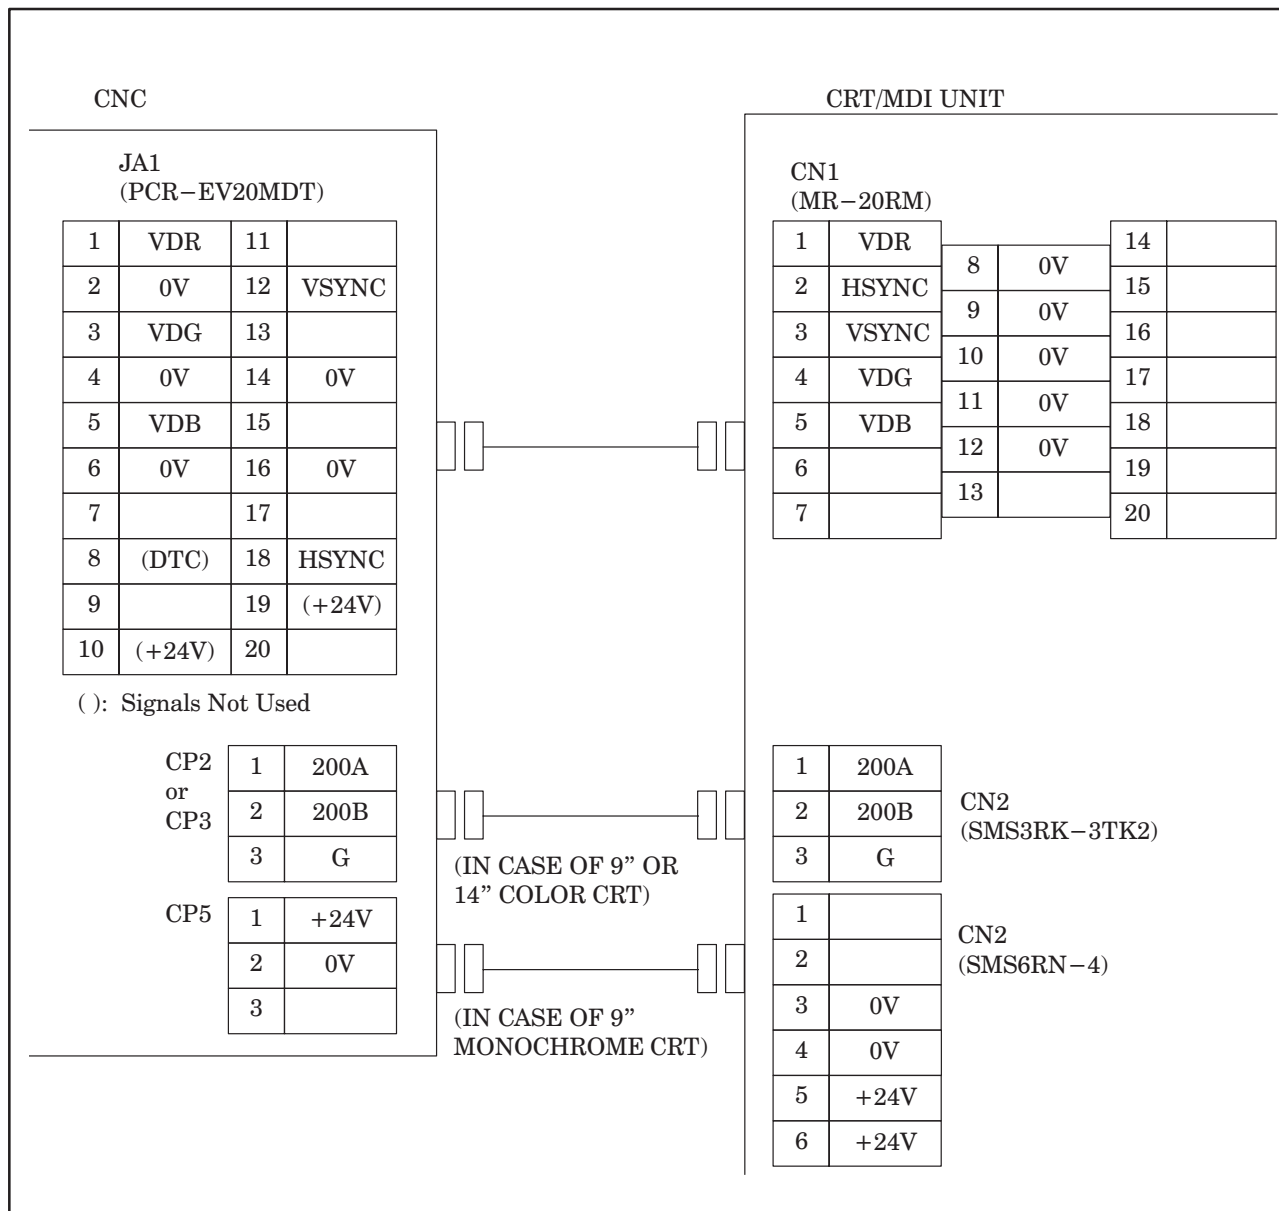 CNC
CRT/MDI UNIT
JA1
(PCR−EV20MDT)
1 VDR 11
2 0V 12 VSYNC
3 VDG 13
4 0V 14 0V
5 VDB 15
6 0V 16 0V
7 17
8 (DTC) 18 HSYNC
9 19 (+24V)
10 (+24V) 20
( ): Signals Not Used
CN1
(MR−20RM)
1 VDR
2 HSYNC
3 VSYNC
4 VDG
5 VDB
6
7
8 0V
9 0V
10 0V
11 0V
12 0V
13
14
15
16
17
18
19
20
CP2
or
CP3
1 200A
2 200B
3 G
(IN CASE OF 9” OR
14” COLOR CRT)
1 200A
2 200B
3 G
CN2
(SMS3RK−3TK2)
CP5
1 +24V
2 0V
3
(IN CASE OF 9”
MONOCHROME CRT)
1
2
3 0V
4 0V
5 +24V
6 +24V
CN2
(SMS6RN−4)